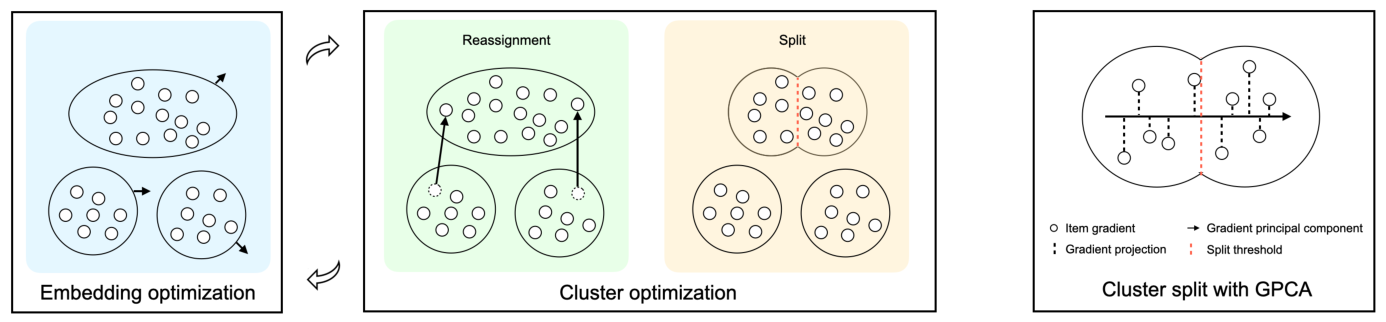 Reassignment
Split
Embedding optimization
Cluster optimization
Item gradient
Gradient principal component
Gradient projection
Split threshold
Cluster split with GPCA